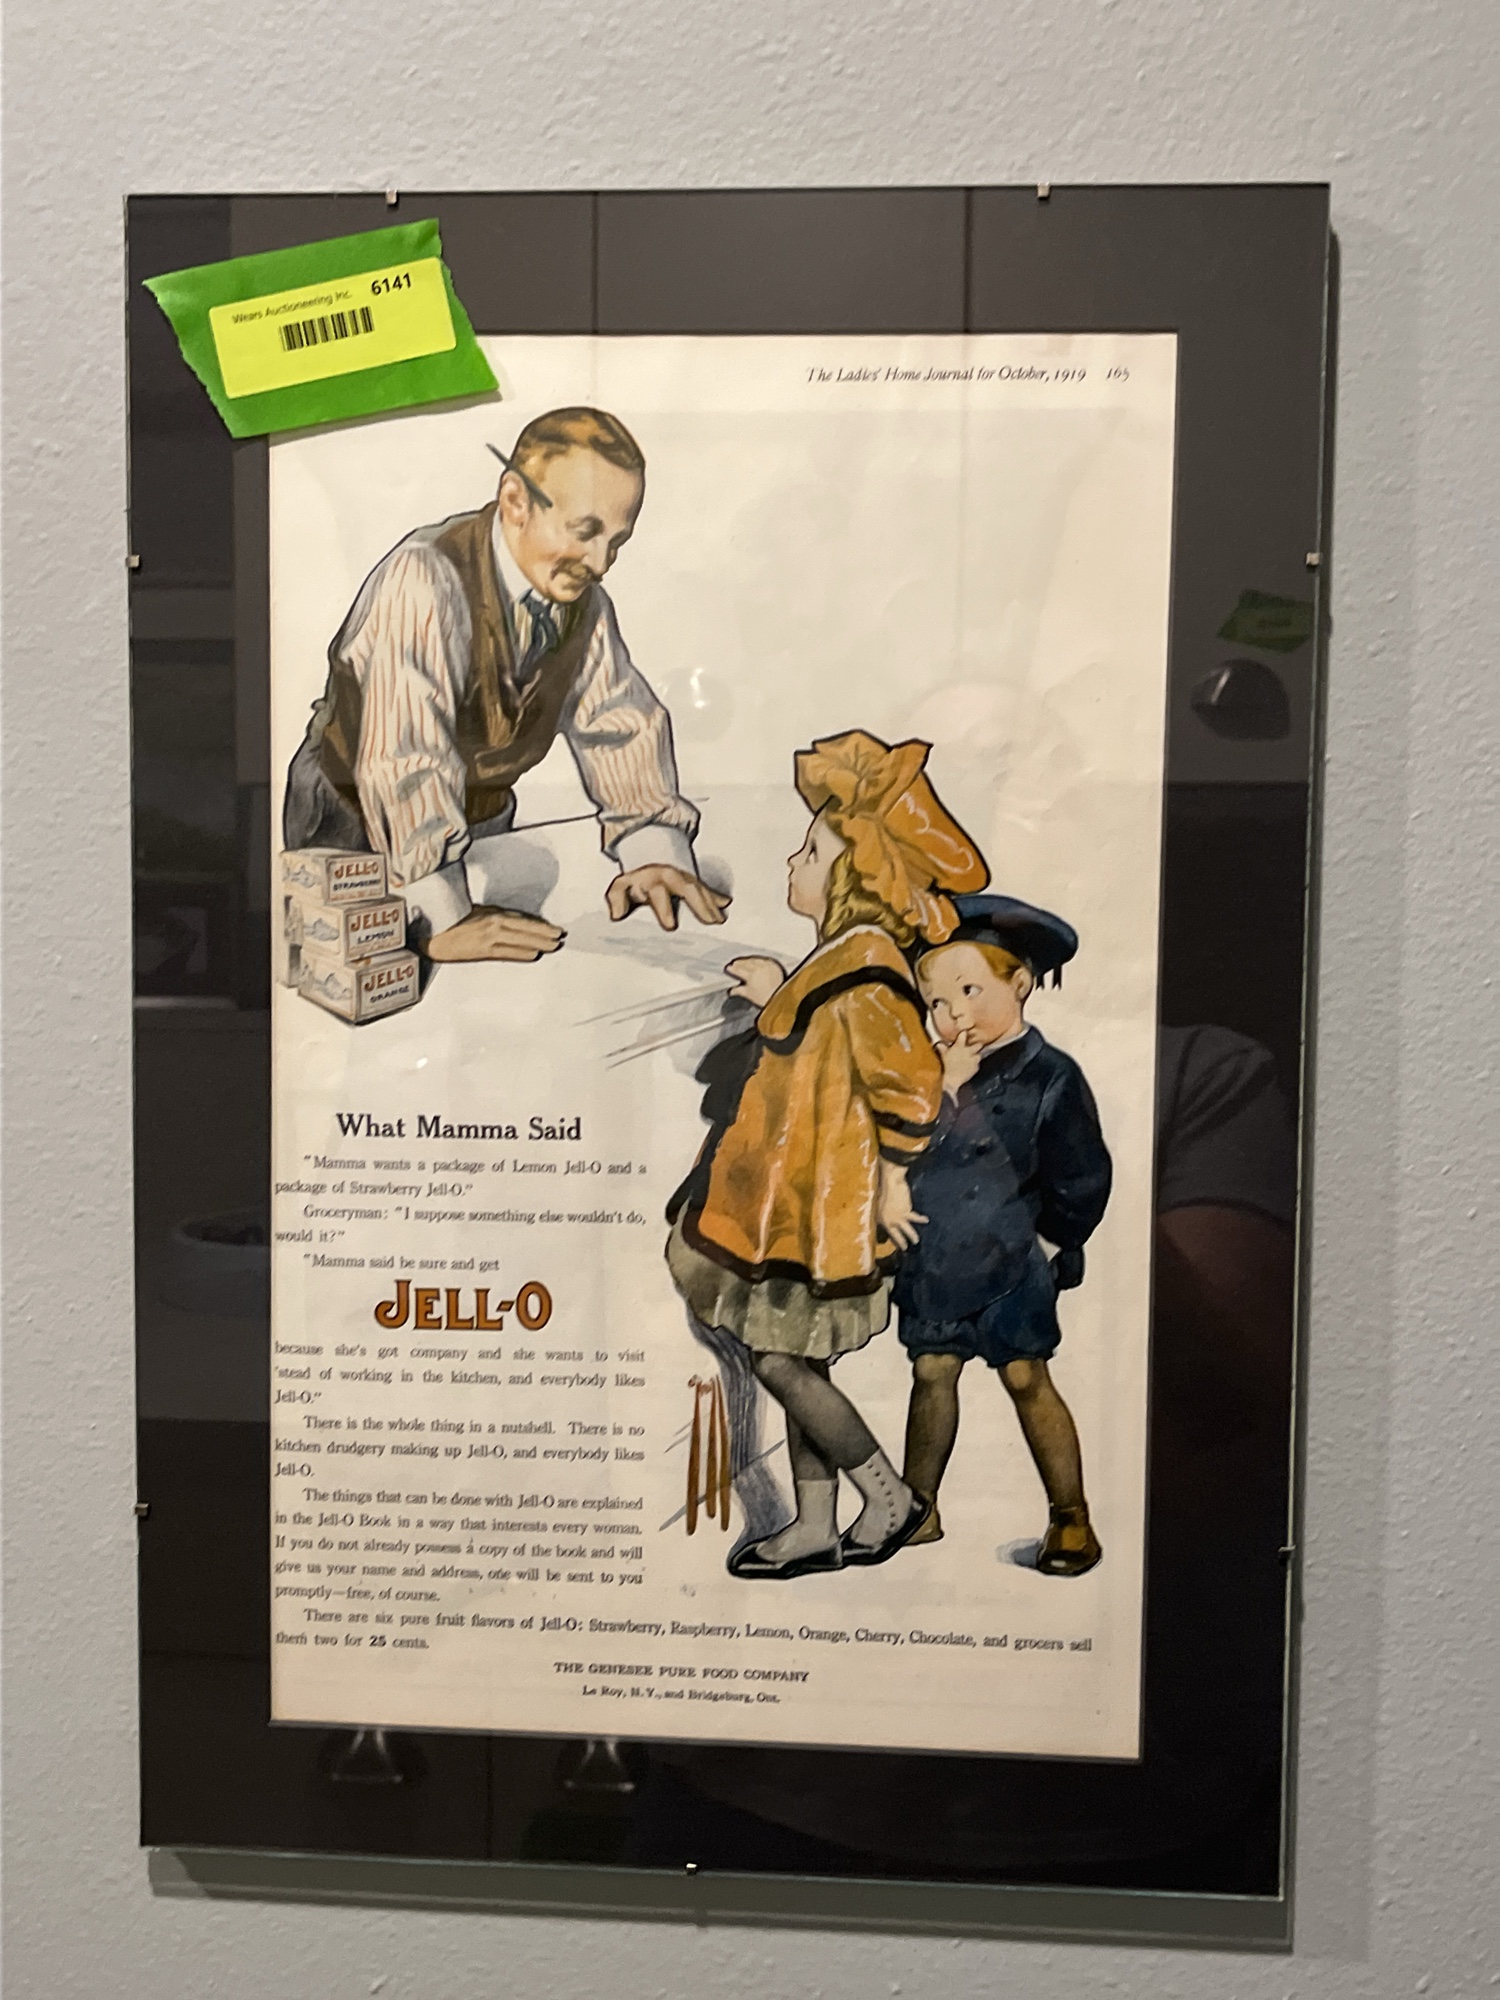 Wears Auctioneering Inc. 6141
The Ladies' Home Journal for October, 1919 165
JELL-O
STRAWBERRY
JELL-O
LEMON
JELL-O
ORANGE
What Mamma Said
"Mamma wants a package of Lemon Jell-O and a
package of Strawberry Jell-O."
Groceryman: "I suppose something else wouldn't do,
would it?"
"Mamma said be sure and get
JELL-O
because she's got company and she wants to visit
'stead of working in the kitchen, and everybody likes
Jell-O."
There is the whole thing in a nutshell. There is no
kitchen drudgery making up Jell-O, and everybody likes
Jell-O.
The things that can be done with Jell-O are explained
in the Jell-O Book in a way that interests every woman.
If you do not already possess a copy of the book and will
give us your name and address, one will be sent to you
promptly—free, of course.
There are six pure fruit flavors of Jell-O: Strawberry, Raspberry, Lemon, Orange, Cherry, Chocolate, and grocers sell
them two for 25 cents.
THE GENESEE PURE FOOD COMPANY
Le Roy, N. Y., and Bridgeburg, Ont.